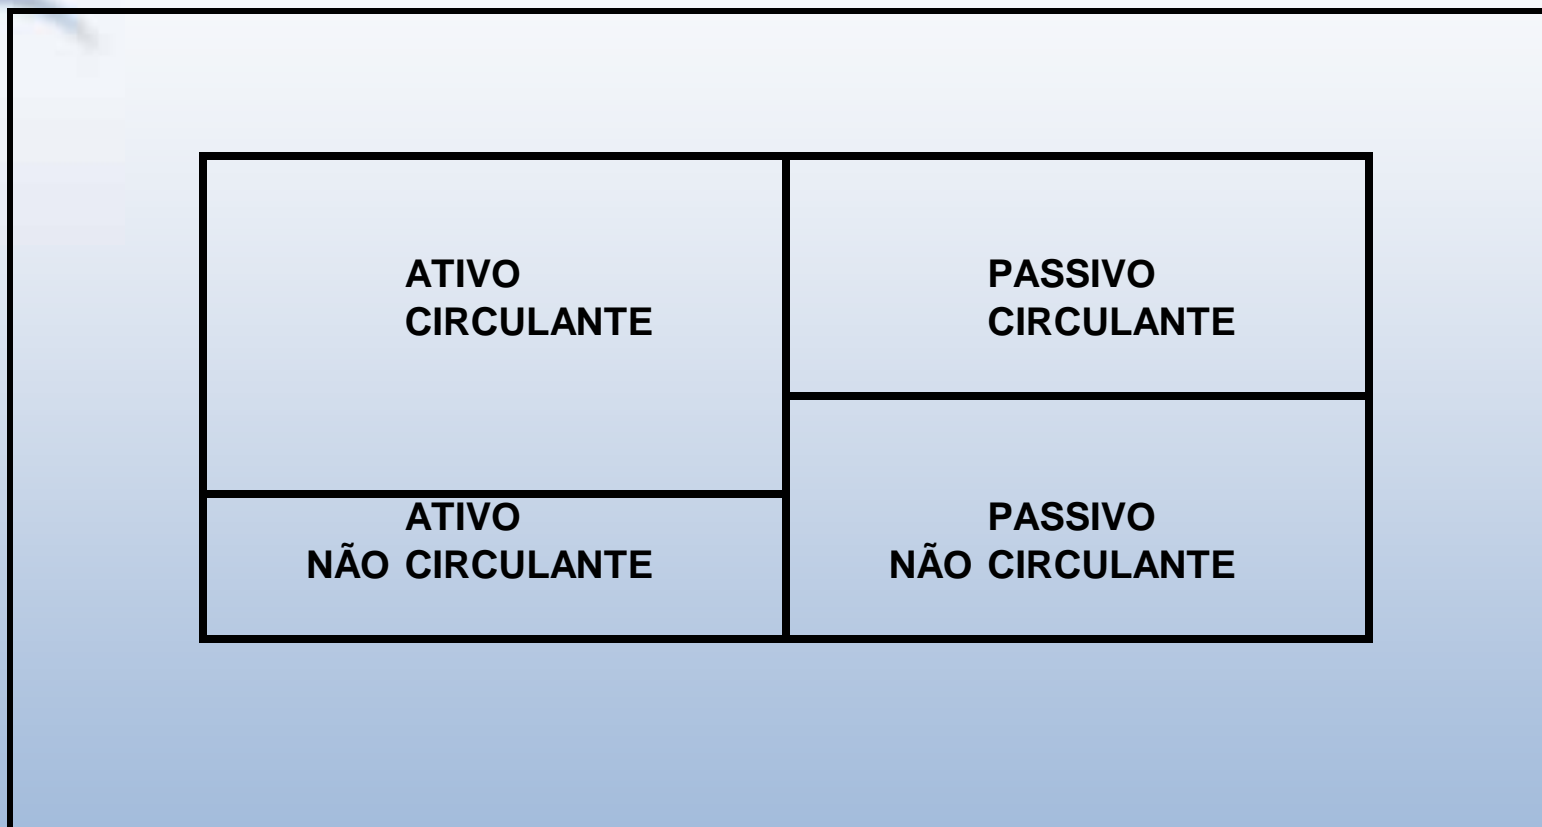 ATIVO
CIRCULANTE
PASSIVO
CIRCULANTE
ATIVO
NÃO CIRCULANTE
PASSIVO
NÃO CIRCULANTE